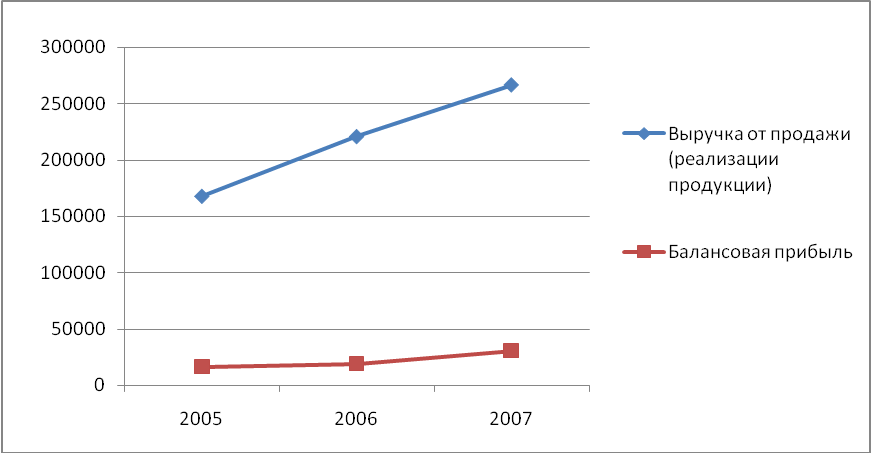 300000
250000
200000
150000
100000
50000
0
2005
2006
2007
Выручка от продажи
(реализации
продукции)
Балансовая прибыль